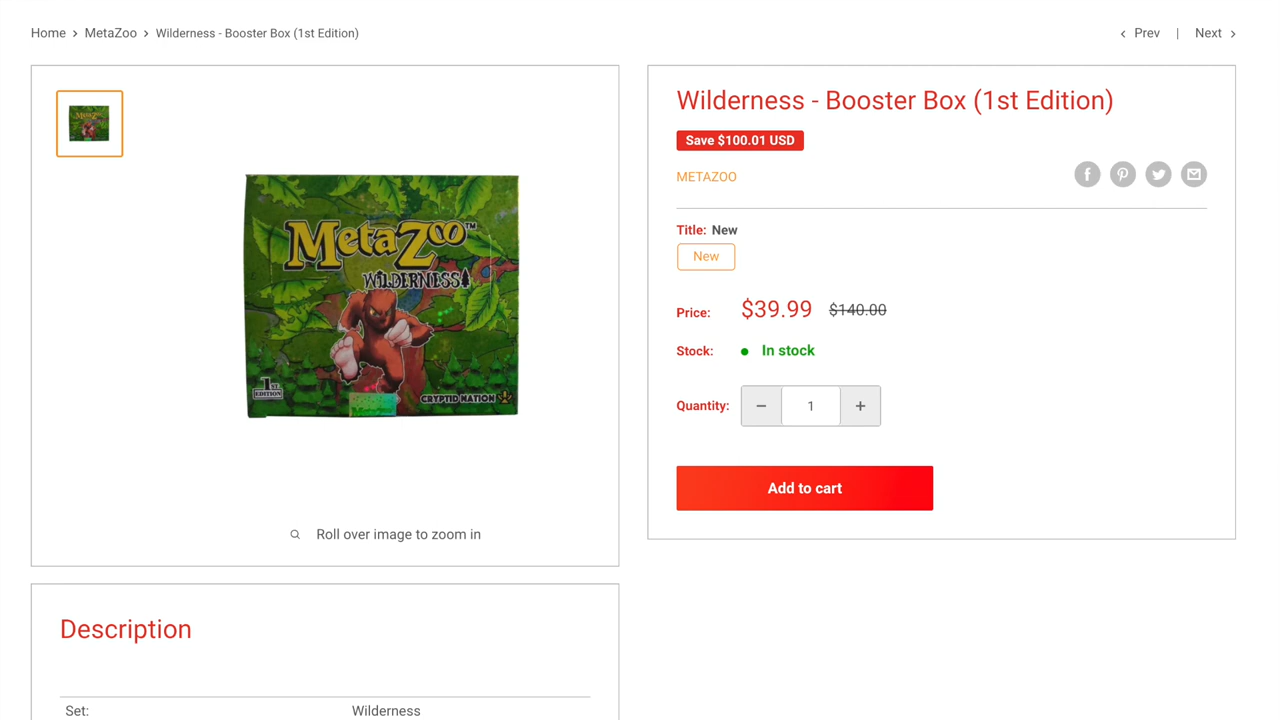 Home > MetaZoo > Wilderness - Booster Box (1st Edition)
‹ Prev | Next ›
MetaZoo™
WILDERNESS
1ST
EDITION
CRYPTID NATION
Roll over image to zoom in
Wilderness - Booster Box (1st Edition)
Save $100.01 USD
METAZOO
Title: New
New
Price: $39.99 $140.00
Stock: In stock
Quantity: − 1 +
Add to cart
Description
Set: Wilderness